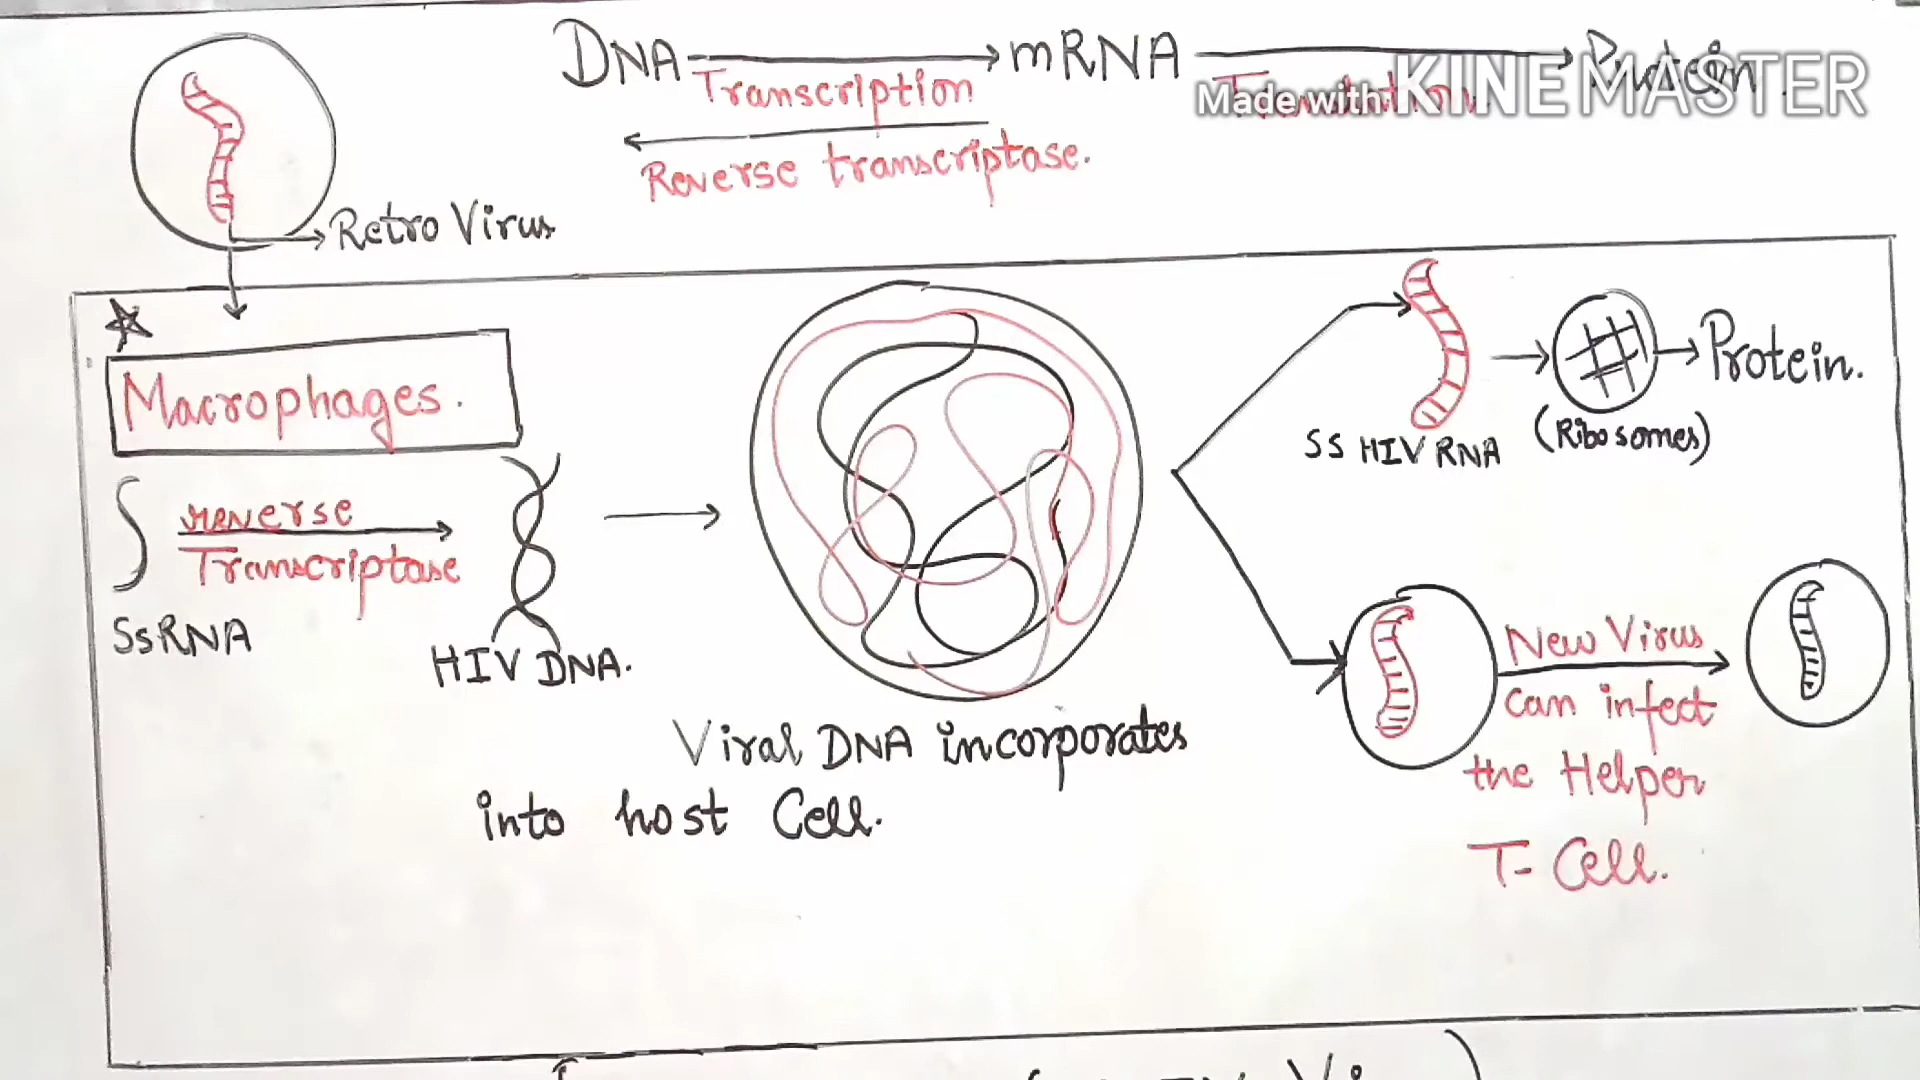 DNA → mRNA → Protein.
Transcription
Made with KINEMASTER
Reverse transcriptase.
Retro Virus
Macrophages.
reverse
Transcriptase
SsRNA
HIV DNA.
Viral DNA incorporates
into host Cell.
SS HIV RNA
(Ribosomes)
Protein.
New Virus
can infect
the Helper
T- Cell.